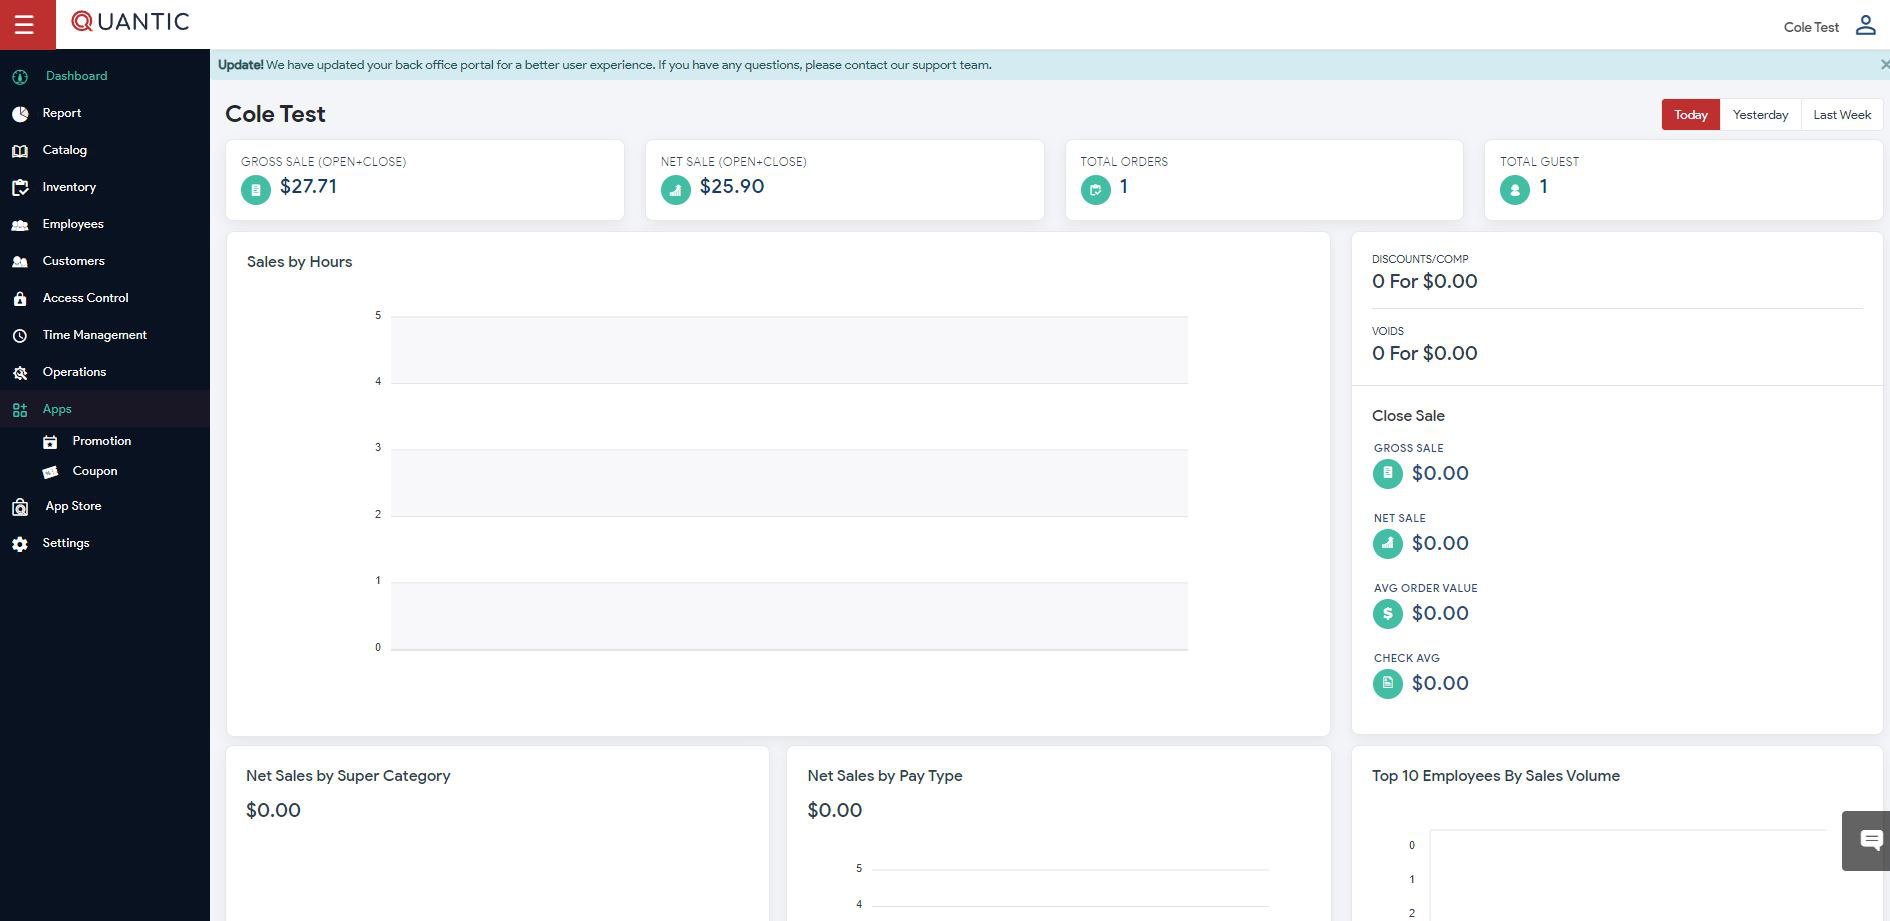 QUANTIC
Cole Test
Dashboard
Report
Catalog
Inventory
Employees
Customers
Access Control
Time Management
Operations
Apps
Promotion
Coupon
App Store
Settings
Update! We have updated your back office portal for a better user experience. If you have any questions, please contact our support team.
Cole Test
Today
Yesterday
Last Week
GROSS SALE (OPEN+CLOSE)
$27.71
NET SALE (OPEN+CLOSE)
$25.90
TOTAL ORDERS
1
TOTAL GUEST
1
Sales by Hours
5
4
3
2
1
0
DISCOUNTS/COMP
0 For $0.00
VOIDS
0 For $0.00
Close Sale
GROSS SALE
$0.00
NET SALE
$0.00
AVG ORDER VALUE
$0.00
CHECK AVG
$0.00
Net Sales by Super Category
$0.00
Net Sales by Pay Type
$0.00
5
4
Top 10 Employees By Sales Volume
0
1
2